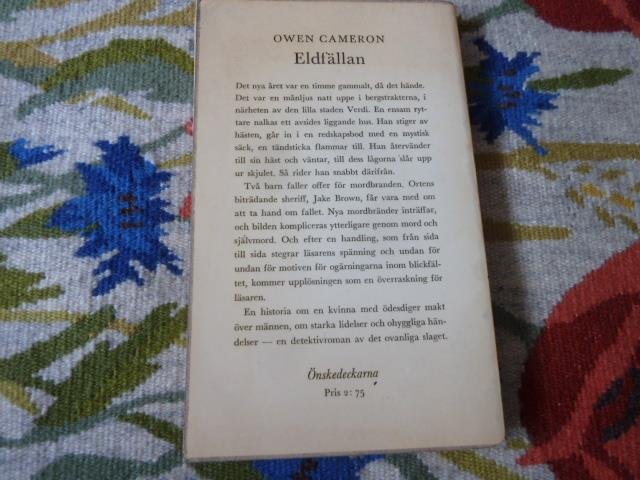 OWEN CAMERON
Eldfällan
Det nya året var en timme gammalt, då det hände.
Det var en månljus natt uppe i bergstrakterna, i
närheten av den lilla staden Verdi. En ensam ryt-
tare nalkas ett avsides liggande hus. Han stiger av
hästen, går in i en redskapsbod med en mystisk
säck, en tändsticka flammar till. Han återvänder
till sin häst och väntar, till dess lågorna slår upp
ur skjulet. Så rider han snabbt därifrån.
Två barn faller offer för mordbranden. Ortens
biträdande sheriff, Jake Brown, får vara med om
att ta hand om fallet. Nya mordbränder inträffar,
och bilden kompliceras ytterligare genom mord och
självmord. Och efter en handling, som från sida
till sida stegrar läsarens spänning och undan för
undan för motiven för ogärningarna inom blickfäl-
tet, kommer upplösningen som en överraskning för
läsaren.
En historia om en kvinna med ödesdiger makt
över männen, om starka lidelser och ohyggliga hän-
delser — en detektivroman av det ovanliga slaget.
Önskedeckarna
Pris 2: 75